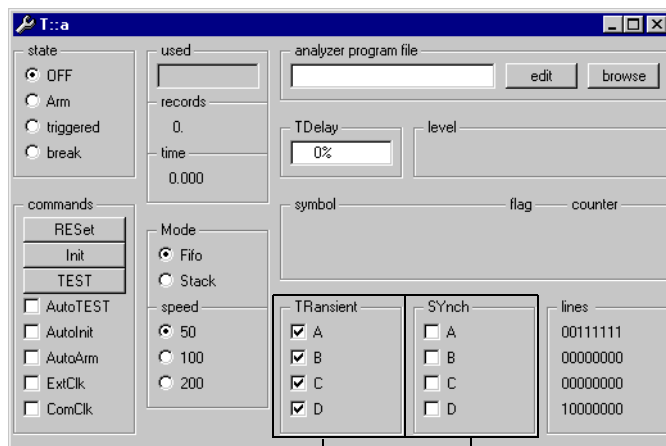 T::a
state
OFF
Arm
triggered
break
used
records
0.
time
0.000
analyzer program file
edit
browse
TDelay
0%
level
commands
RESet
Init
TEST
AutoTEST
AutoInit
AutoArm
ExtClk
ComClk
Mode
Fifo
Stack
speed
50
100
200
symbol flag counter
TRansient
A
B
C
D
SYnch
A
B
C
D
lines
00111111
00000000
00000000
10000000